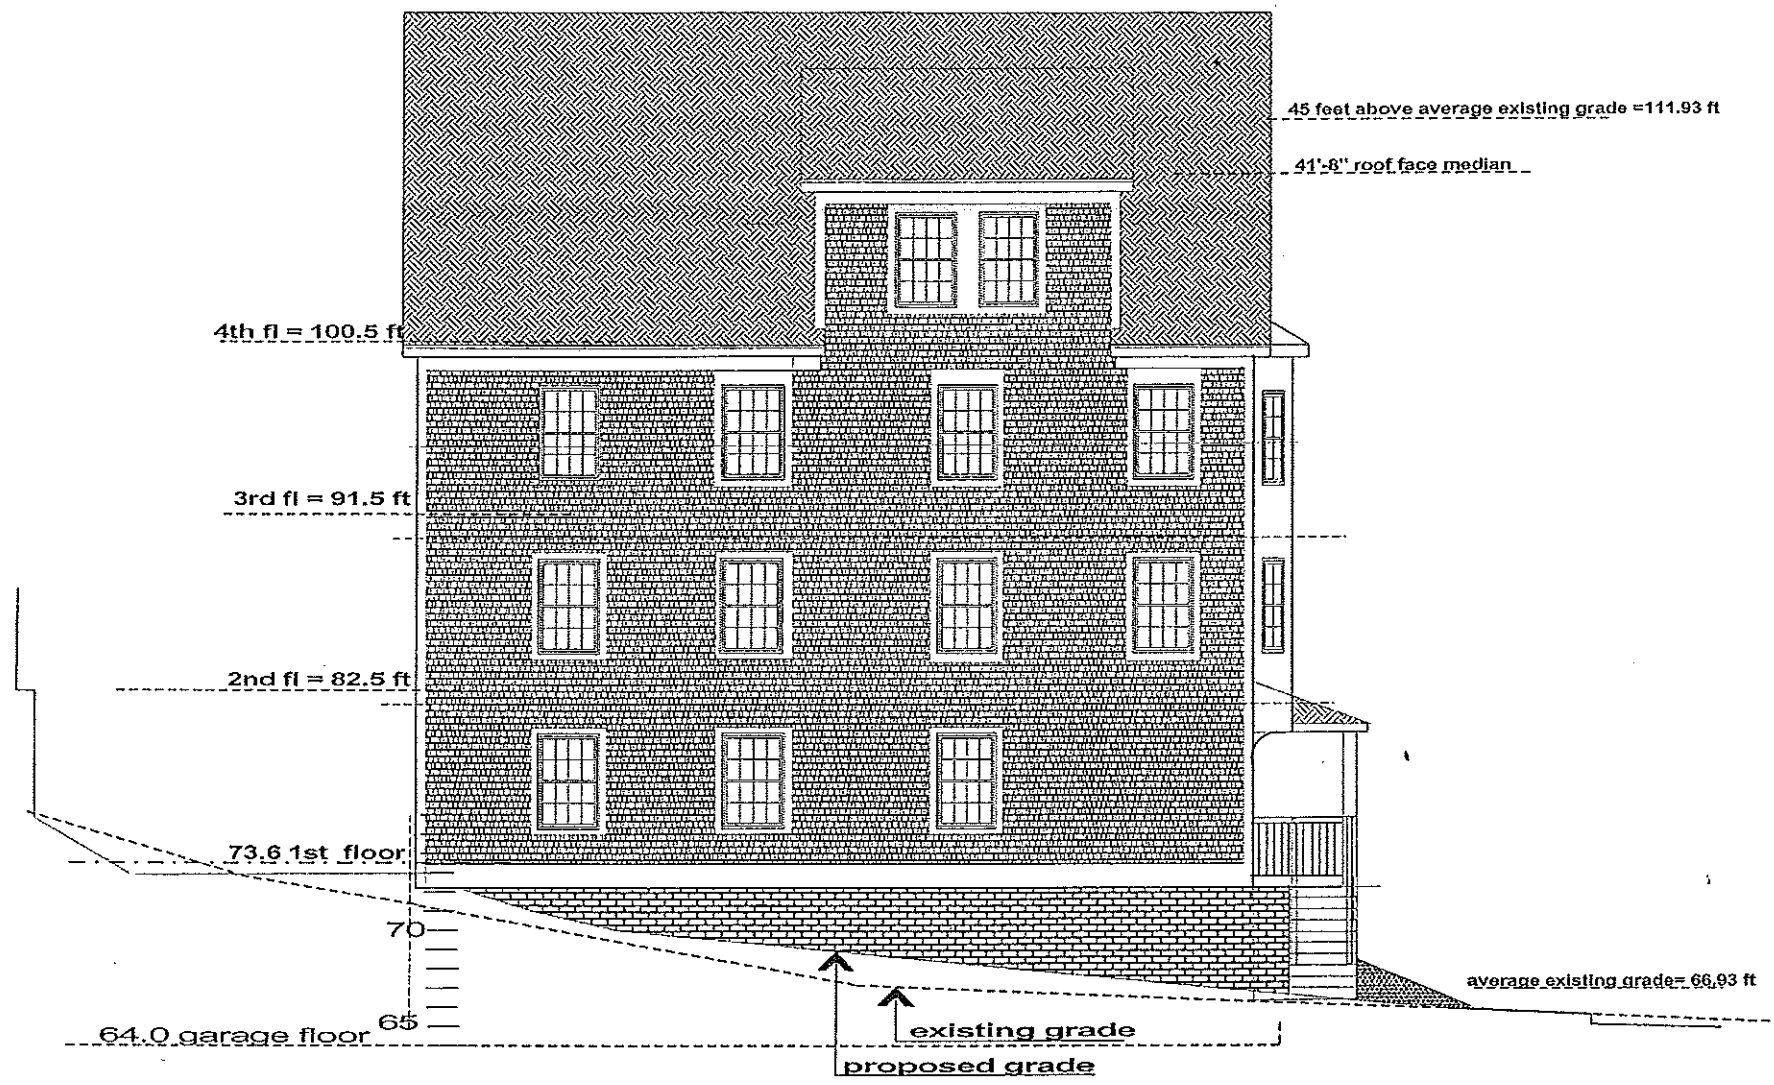 45 feet above average existing grade =111.93 ft
41'-8" roof face median
4th fl = 100.5 ft
3rd fl = 91.5 ft
2nd fl = 82.5 ft
73.6 1st floor
70
average existing grade= 66.93 ft
65
64.0 garage floor
existing grade
proposed grade